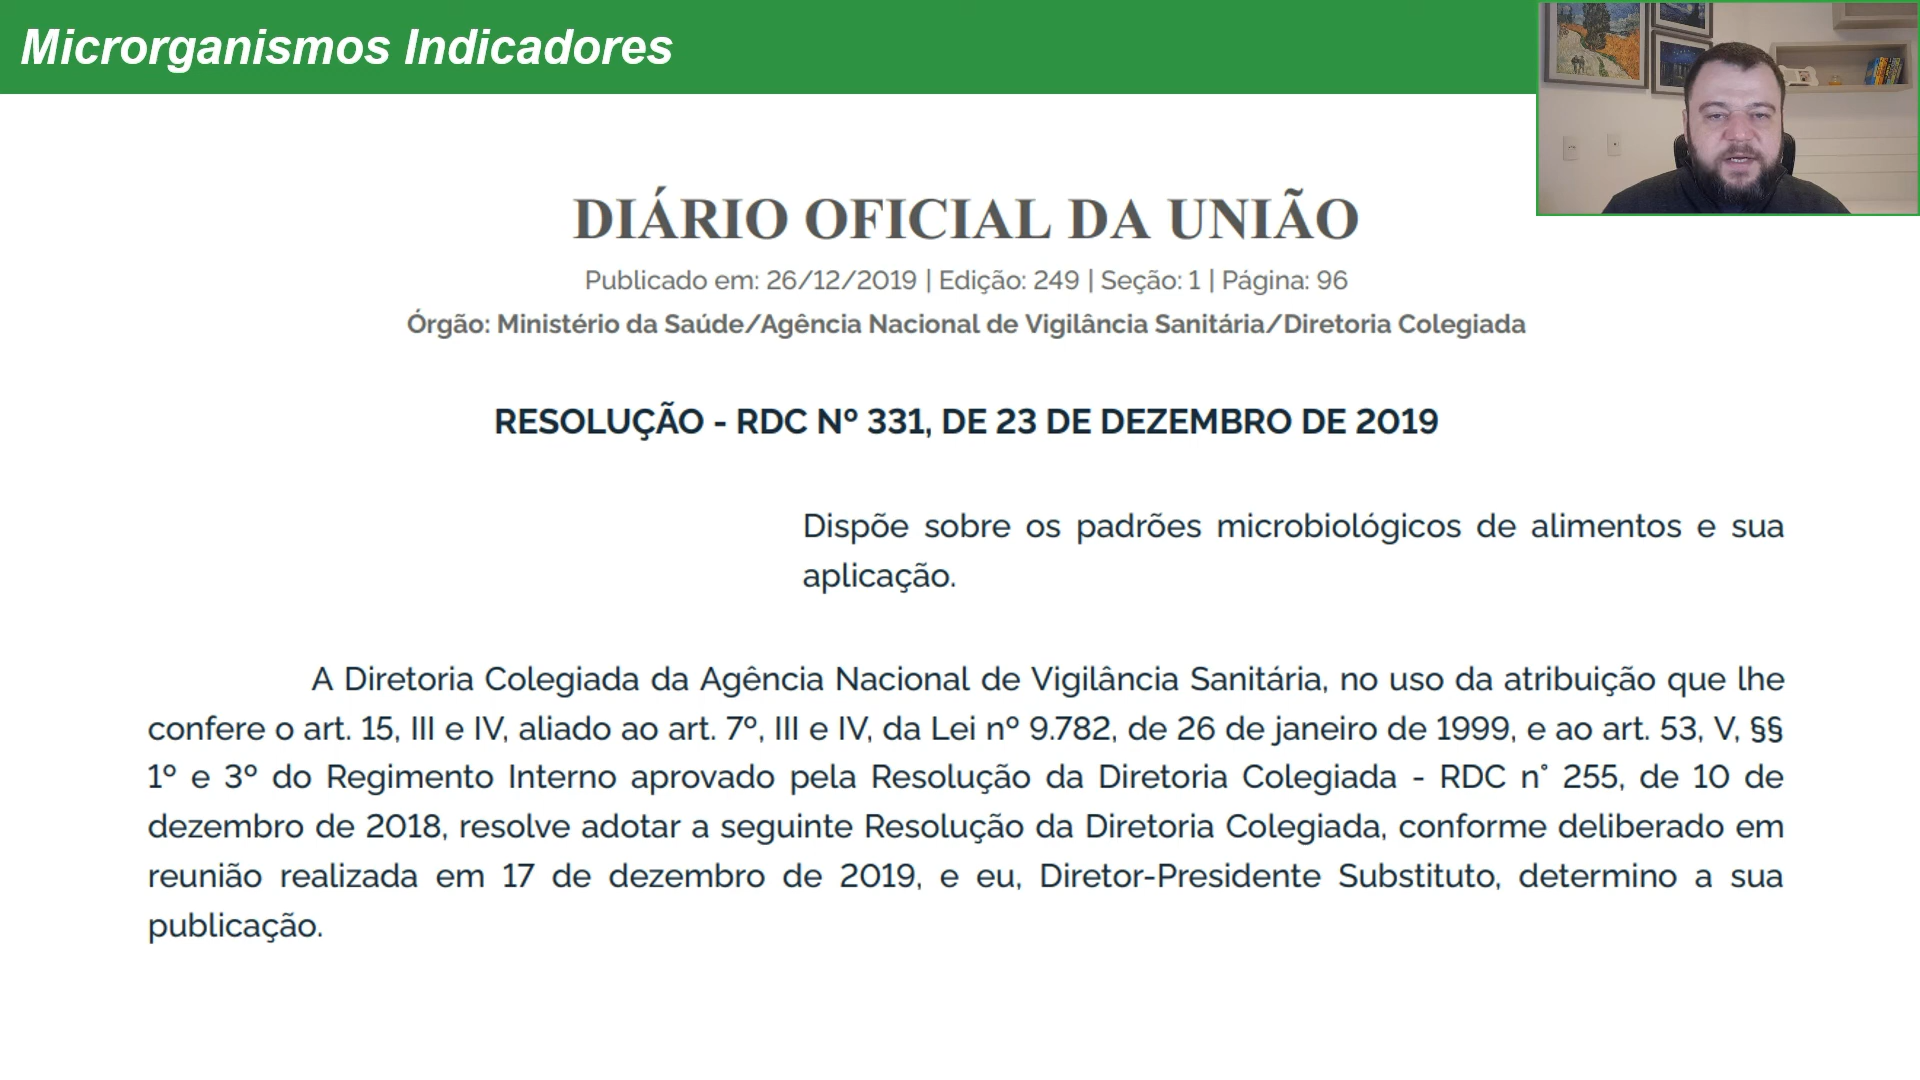 Microrganismos Indicadores
DIÁRIO OFICIAL DA UNIÃO
Publicado em: 26/12/2019 | Edição: 249 | Seção: 1 | Página: 96
Órgão: Ministério da Saúde/Agência Nacional de Vigilância Sanitária/Diretoria Colegiada
RESOLUÇÃO - RDC Nº 331, DE 23 DE DEZEMBRO DE 2019
Dispõe sobre os padrões microbiológicos de alimentos e sua
aplicação.
A Diretoria Colegiada da Agência Nacional de Vigilância Sanitária, no uso da atribuição que lhe
confere o art. 15, III e IV, aliado ao art. 7º, III e IV, da Lei nº 9.782, de 26 de janeiro de 1999, e ao art. 53, V, §§
1º e 3º do Regimento Interno aprovado pela Resolução da Diretoria Colegiada - RDC n° 255, de 10 de
dezembro de 2018, resolve adotar a seguinte Resolução da Diretoria Colegiada, conforme deliberado em
reunião realizada em 17 de dezembro de 2019, e eu, Diretor-Presidente Substituto, determino a sua
publicação.